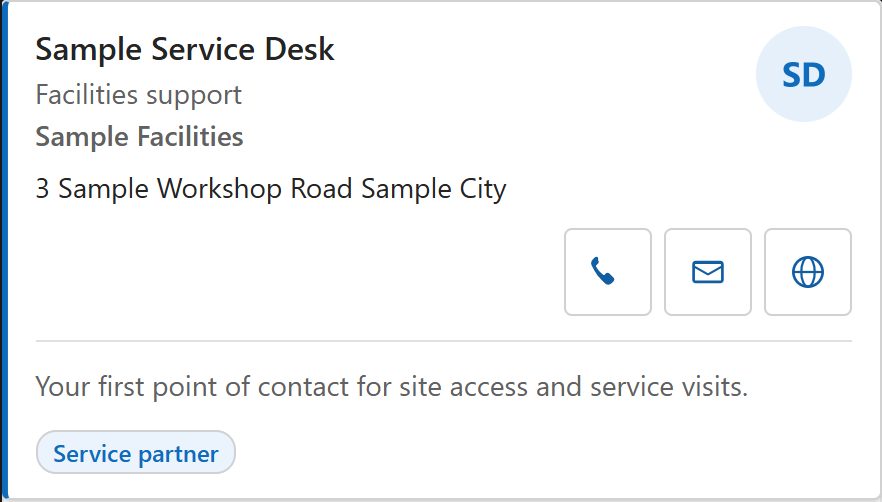 Sample Service Desk
SD
Facilities support
Sample Facilities
3 Sample Workshop Road Sample City
Your first point of contact for site access and service visits.
Service partner